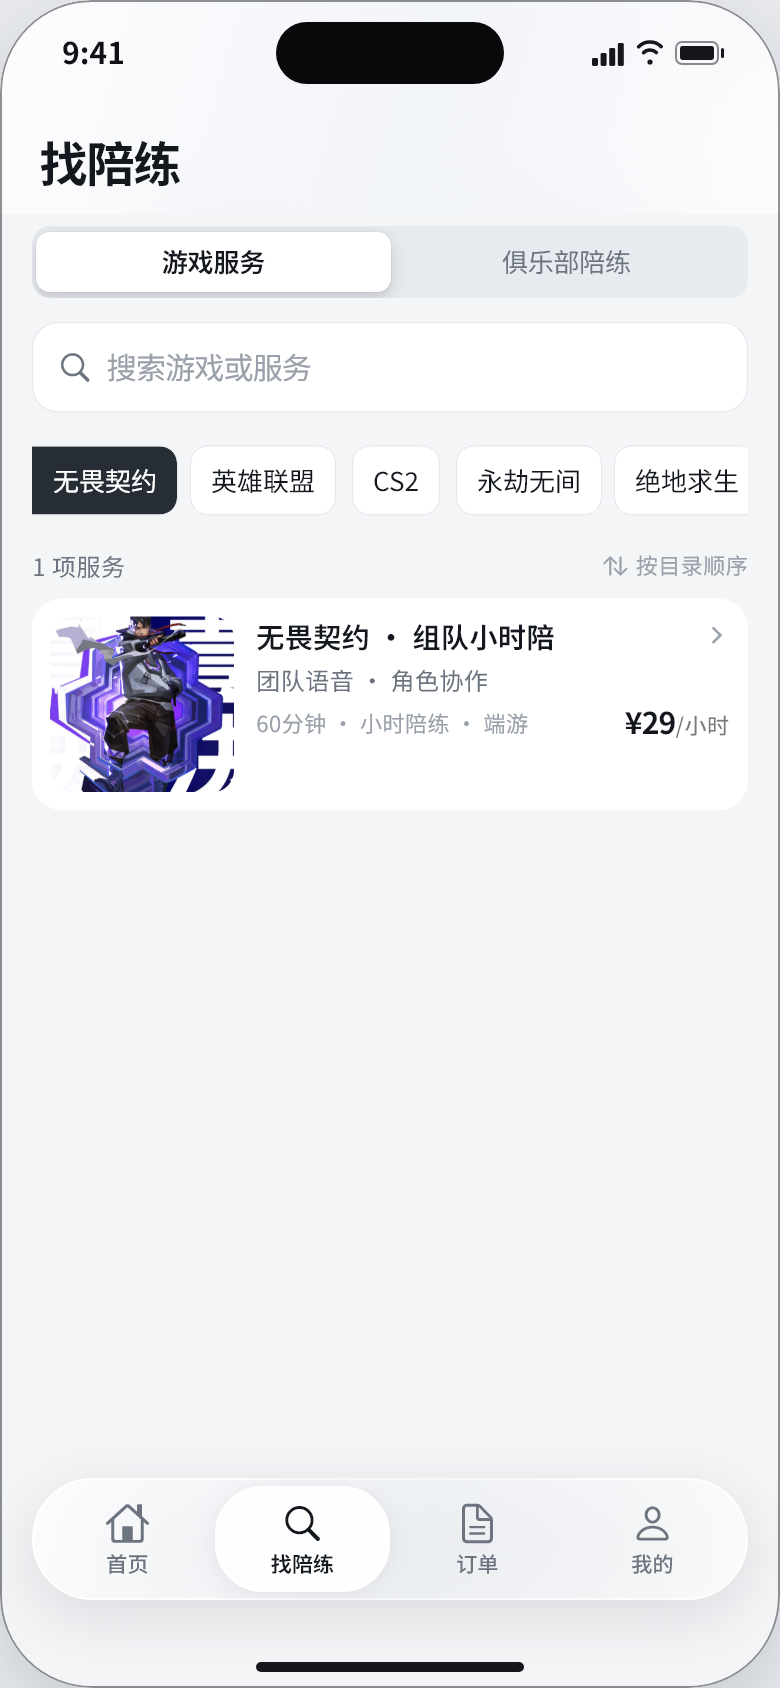 9:41
找陪练
游戏服务
俱乐部陪练
搜索游戏或服务
无畏契约
英雄联盟
CS2
永劫无间
绝地求生
1 项服务
按目录顺序
无畏契约 · 组队小时陪
团队语音 · 角色协作
60分钟 · 小时陪练 · 端游
¥29/小时
首页
找陪练
订单
我的